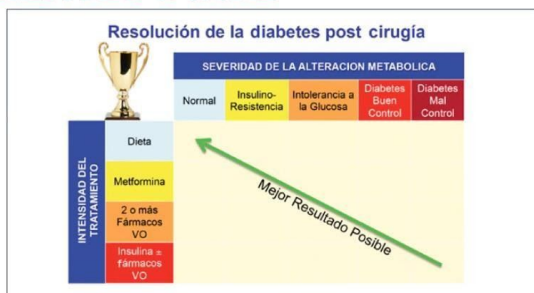 Resolución de la diabetes post cirugía
SEVERIDAD DE LA ALTERACION METABOLICA
Normal
Insulino-
Resistencia
Intolerancia a
la Glucosa
Diabetes
Buen
Control
Diabetes
Mal
Control
INTENSIDAD DEL
TRATAMIENTO
Dieta
Metformina
2 o más
Fármacos
VO
Insulina ±
fármacos
VO
Mejor Resultado Posible